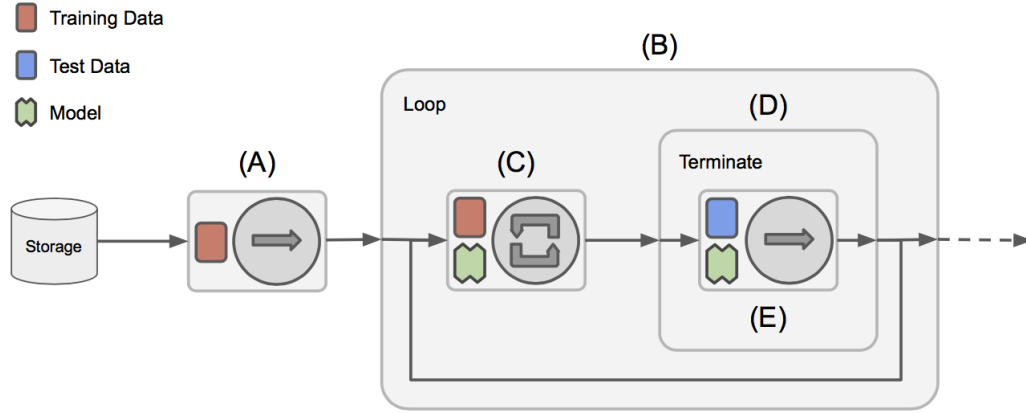 Training Data
Test Data
Model
(B)
Loop
(D)
(A)
(C)
Terminate
Storage
(E)